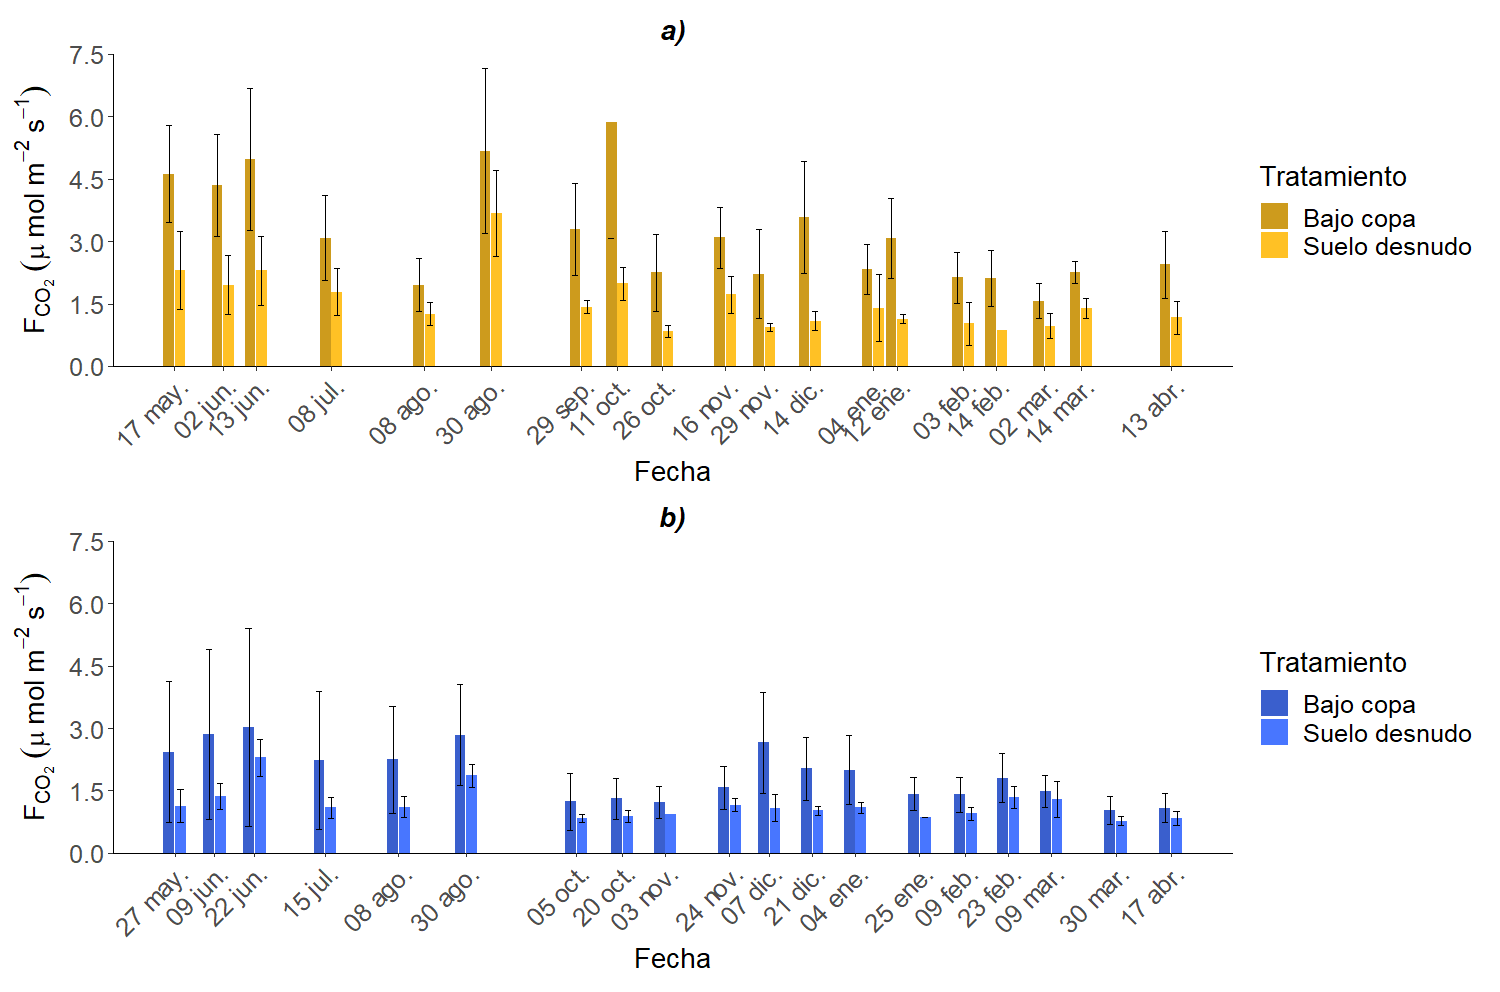 a)
F_CO₂ (μ mol m⁻² s⁻¹)
7.5
6.0
4.5
3.0
1.5
0.0
17 may.
02 jun.
13 jun.
08 jul.
08 ago.
30 ago.
29 sep.
11 oct.
26 oct.
16 nov.
29 nov.
14 dic.
04 ene.
12 ene.
03 feb.
14 feb.
02 mar.
14 mar.
13 abr.
Fecha
Tratamiento
Bajo copa
Suelo desnudo
b)
F_CO₂ (μ mol m⁻² s⁻¹)
7.5
6.0
4.5
3.0
1.5
0.0
27 may.
09 jun.
22 jun.
15 jul.
08 ago.
30 ago.
05 oct.
20 oct.
03 nov.
24 nov.
07 dic.
21 dic.
04 ene.
25 ene.
09 feb.
23 feb.
09 mar.
30 mar.
17 abr.
Fecha
Tratamiento
Bajo copa
Suelo desnudo